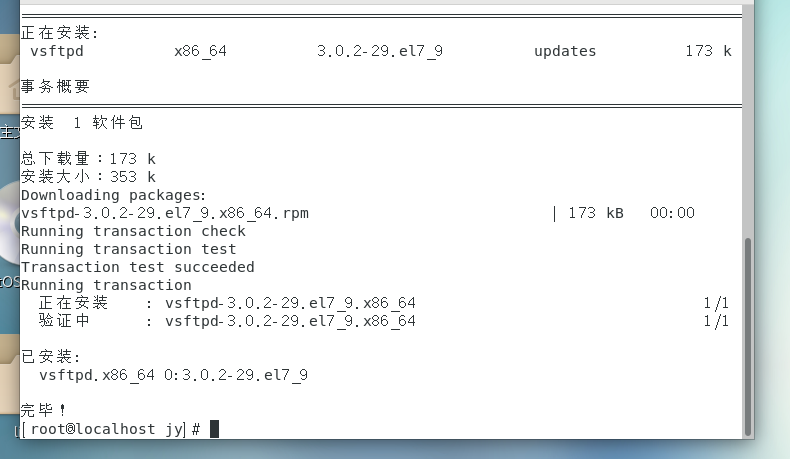 正在安装:
vsftpd x86_64 3.0.2-29.el7_9 updates 173 k
事务概要
安装 1 软件包
总下载量：173 k
安装大小：353 k
Downloading packages:
vsftpd-3.0.2-29.el7_9.x86_64.rpm | 173 kB 00:00
Running transaction check
Running transaction test
Transaction test succeeded
Running transaction
正在安装 : vsftpd-3.0.2-29.el7_9.x86_64 1/1
验证中 : vsftpd-3.0.2-29.el7_9.x86_64 1/1
已安装:
vsftpd.x86_64 0:3.0.2-29.el7_9
完毕！
[root@localhost jy]#